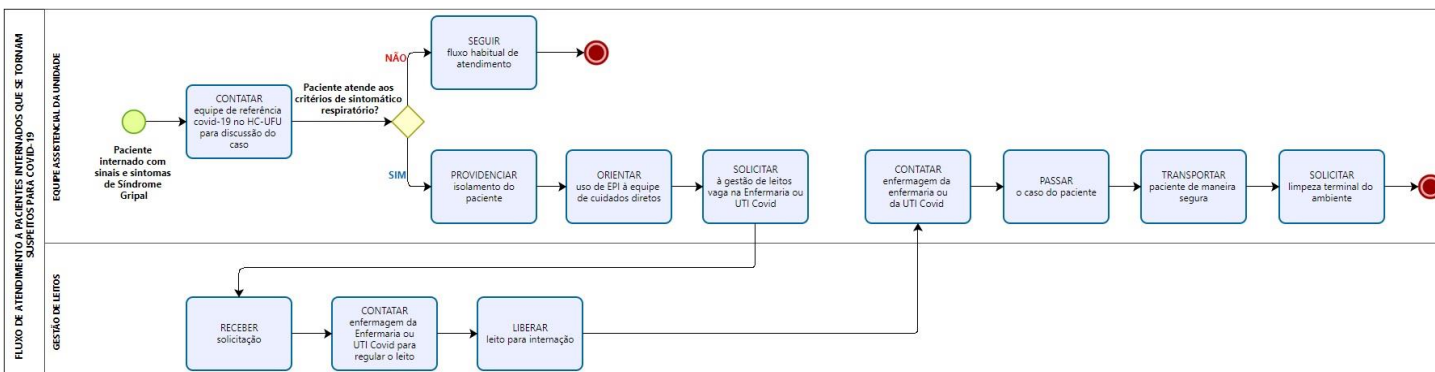 FLUXO DE ATENDIMENTO A PACIENTES INTERNADOS QUE SE TORNAM
SUSPEITOS PARA COVID-19
EQUIPE ASSISTENCIAL DA UNIDADE
Paciente
internado com
sinais e sintomas
de Síndrome
Gripal
CONTATAR
equipe de referência
covid-19 no HC-UFU
para discussão do
caso
Paciente atende aos
critérios de sintomático
respiratório?
NÃO
SEGUIR
fluxo habitual de
atendimento
SIM
PROVIDENCIAR
isolamento do
paciente
ORIENTAR
uso de EPI à equipe
de cuidados diretos
SOLICITAR
à gestão de leitos
vaga na Enfermaria ou
UTI Covid
CONTATAR
enfermagem da
enfermaria ou
da UTI Covid
PASSAR
o caso do paciente
TRANSPORTAR
paciente de maneira
segura
SOLICITAR
limpeza terminal do
ambiente
GESTÃO DE LEITOS
RECEBER
solicitação
CONTATAR
enfermagem da
Enfermaria ou
UTI Covid para
regular o leito
LIBERAR
leito para internação